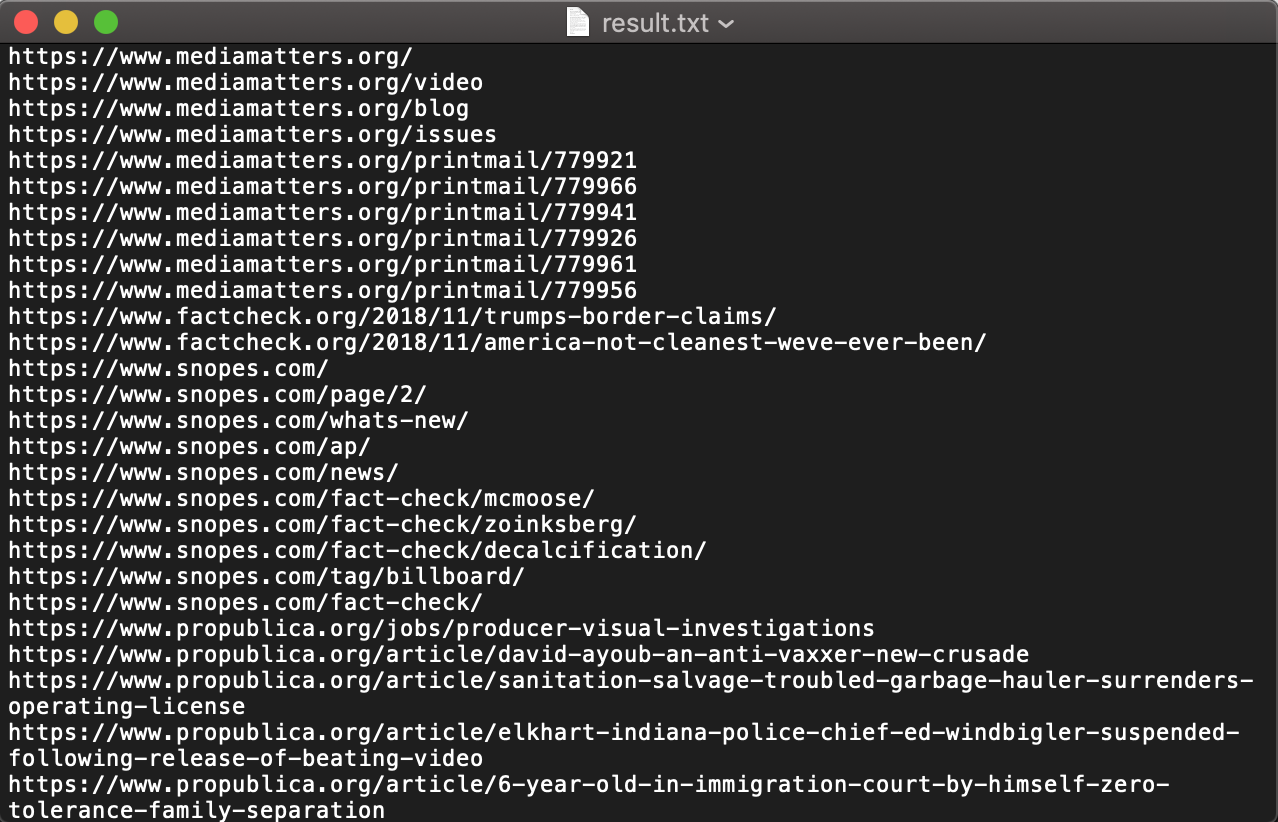 result.txt
https://www.mediamatters.org/
https://www.mediamatters.org/video
https://www.mediamatters.org/blog
https://www.mediamatters.org/issues
https://www.mediamatters.org/printmail/779921
https://www.mediamatters.org/printmail/779966
https://www.mediamatters.org/printmail/779941
https://www.mediamatters.org/printmail/779926
https://www.mediamatters.org/printmail/779961
https://www.mediamatters.org/printmail/779956
https://www.factcheck.org/2018/11/trumps-border-claims/
https://www.factcheck.org/2018/11/america-not-cleanest-weve-ever-been/
https://www.snopes.com/
https://www.snopes.com/page/2/
https://www.snopes.com/whats-new/
https://www.snopes.com/ap/
https://www.snopes.com/news/
https://www.snopes.com/fact-check/mcmoose/
https://www.snopes.com/fact-check/zoinksberg/
https://www.snopes.com/fact-check/decalcification/
https://www.snopes.com/tag/billboard/
https://www.snopes.com/fact-check/
https://www.propublica.org/jobs/producer-visual-investigations
https://www.propublica.org/article/david-ayoub-an-anti-vaxxer-new-crusade
https://www.propublica.org/article/sanitation-salvage-troubled-garbage-hauler-surrenders-
operating-license
https://www.propublica.org/article/elkhart-indiana-police-chief-ed-windbigler-suspended-
following-release-of-beating-video
https://www.propublica.org/article/6-year-old-in-immigration-court-by-himself-zero-
tolerance-family-separation